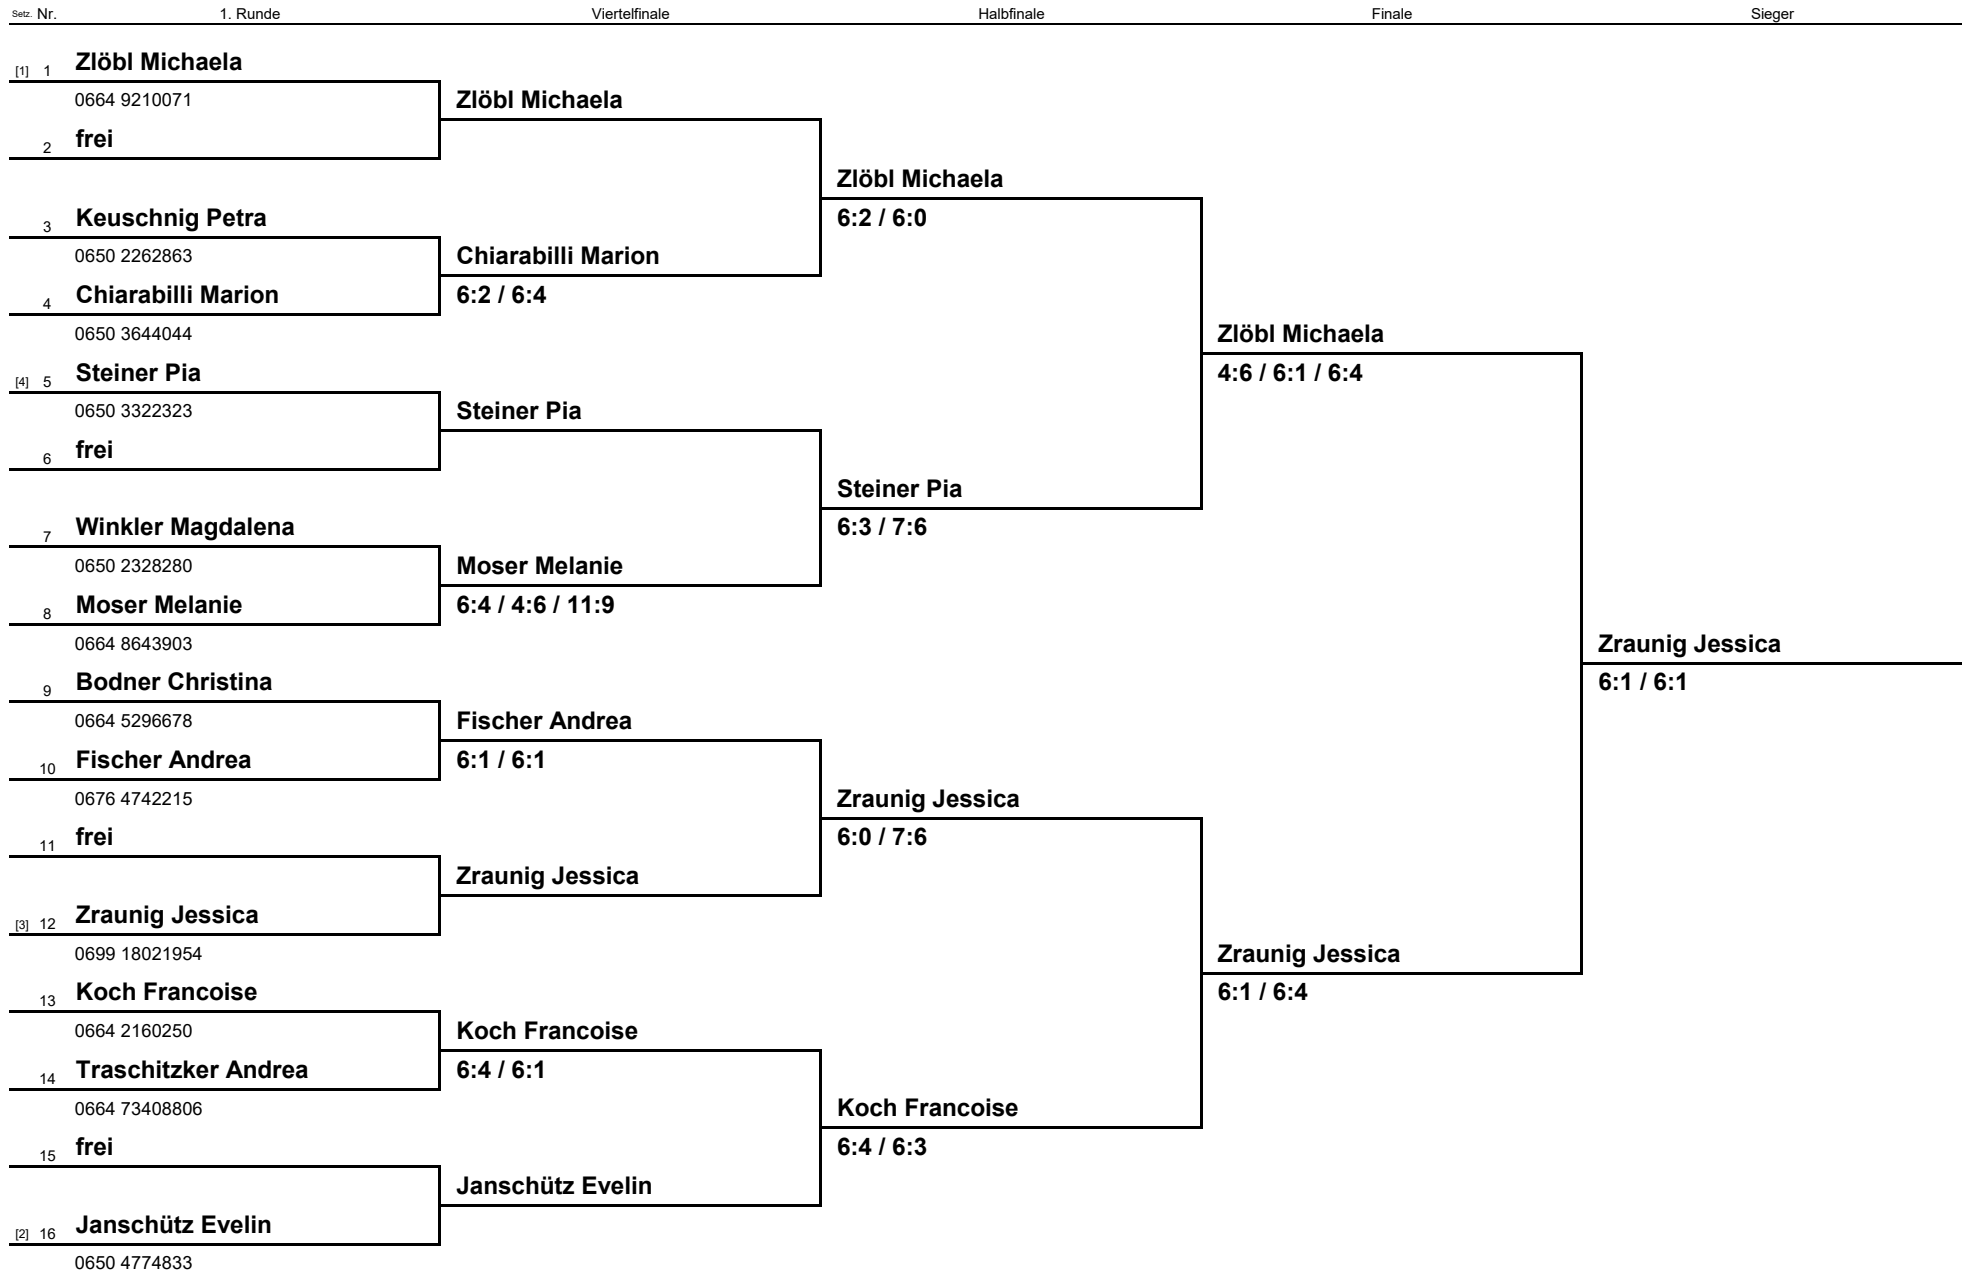 Setz. Nr. 1. Runde Viertelfinale Halbfinale Finale Sieger
[1] 1 Zlöbl Michaela
0664 9210071 Zlöbl Michaela
2 frei
Zlöbl Michaela
3 Keuschnig Petra 6:2 / 6:0
0650 2262863 Chiarabilli Marion
4 Chiarabilli Marion 6:2 / 6:4
0650 3644044 Zlöbl Michaela
[4] 5 Steiner Pia 4:6 / 6:1 / 6:4
0650 3322323 Steiner Pia
6 frei
Steiner Pia
7 Winkler Magdalena 6:3 / 7:6
0650 2328280 Moser Melanie
8 Moser Melanie 6:4 / 4:6 / 11:9
0664 8643903 Zraunig Jessica
9 Bodner Christina 6:1 / 6:1
0664 5296678 Fischer Andrea
10 Fischer Andrea 6:1 / 6:1
0676 4742215 Zraunig Jessica
11 frei 6:0 / 7:6
Zraunig Jessica
[3] 12 Zraunig Jessica
0699 18021954 Zraunig Jessica
13 Koch Francoise 6:1 / 6:4
0664 2160250 Koch Francoise
14 Traschitzker Andrea 6:4 / 6:1
0664 73408806 Koch Francoise
15 frei 6:4 / 6:3
Janschütz Evelin
[2] 16 Janschütz Evelin
0650 4774833